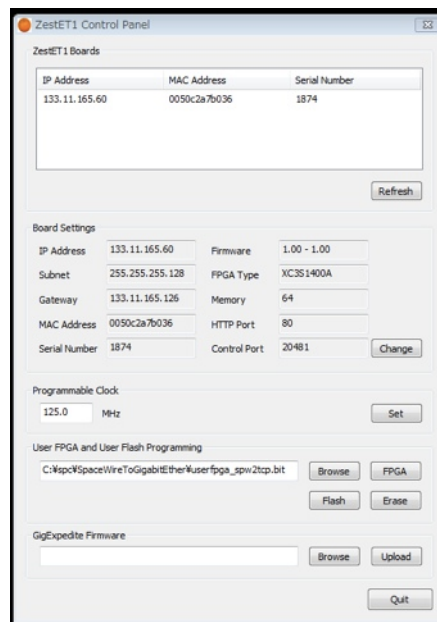 ZestET1 Control Panel
ZestET1 Boards
IP Address MAC Address Serial Number
133.11.165.60 0050c2a7b036 1874
Refresh
Board Settings
IP Address 133.11.165.60 Firmware 1.00 - 1.00
Subnet 255.255.255.128 FPGA Type XC3S1400A
Gateway 133.11.165.126 Memory 64
MAC Address 0050c2a7b036 HTTP Port 80
Serial Number 1874 Control Port 20481 Change
Programmable Clock
125.0 MHz Set
User FPGA and User Flash Programming
C:¥spc¥SpaceWireToGigabitEther¥userfpga_spw2tcp.bit Browse FPGA
Flash Erase
GigExpedite Firmware
Browse Upload
Quit